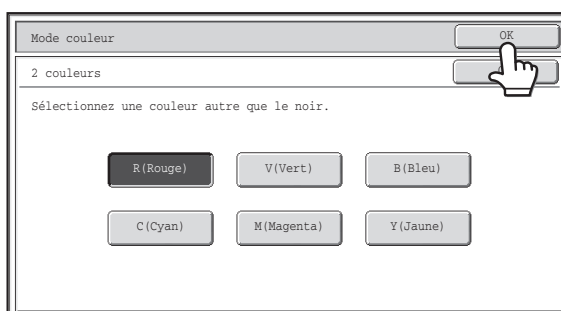 Mode couleur
OK
2 couleurs
Sélectionnez une couleur autre que le noir.
R(Rouge) V(Vert) B(Bleu)
C(Cyan) M(Magenta) Y(Jaune)